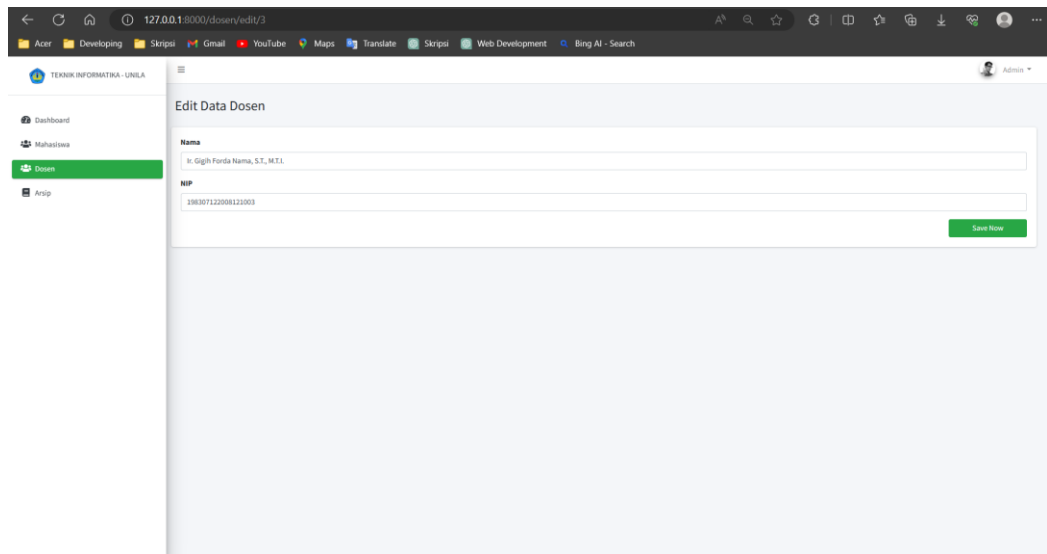 127.0.0.1:8000/dosen/edit/3
Acer Developing Skripsi Gmail YouTube Maps Translate Skripsi Web Development Bing AI - Search
TEKNIK INFORMATIKA - UNILA
Admin
Edit Data Dosen
Dashboard
Mahasiswa
Dosen
Arsip
Nama
Ir. Gigih Forda Nama, S.T., M.T.I.
NIP
198307122008121003
Save Now